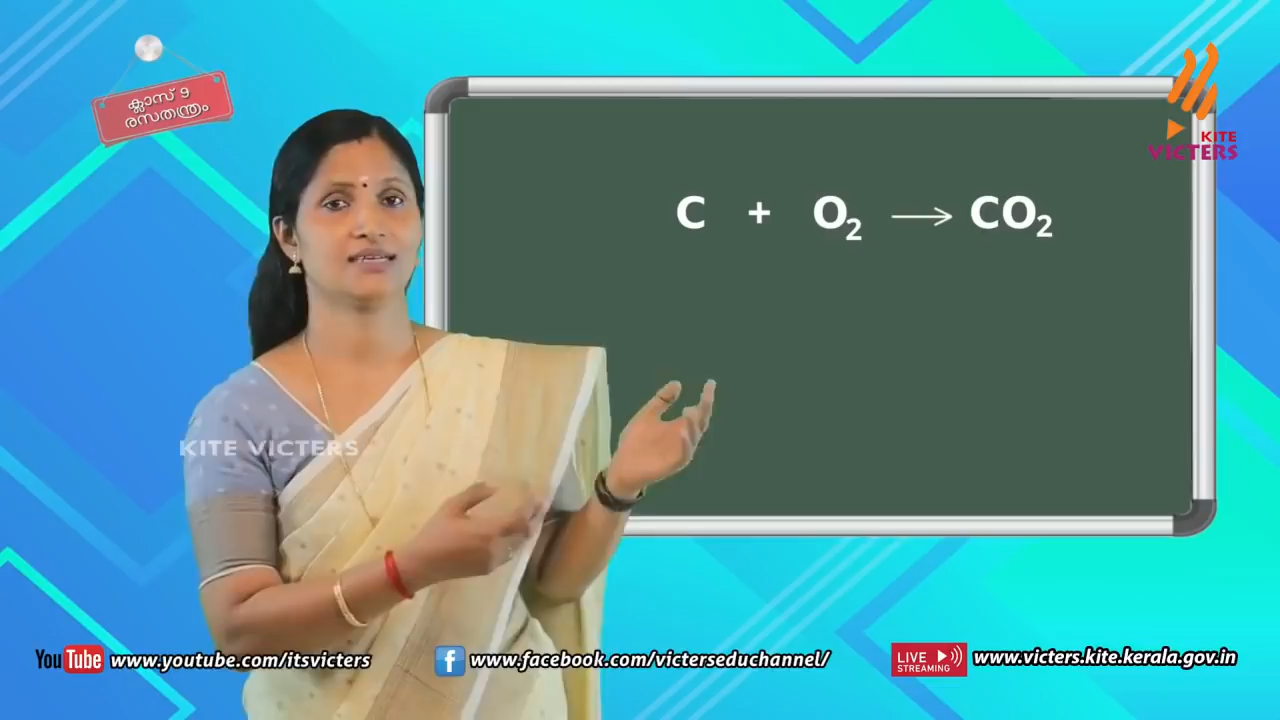 ക്ലാസ് 9
രസതന്ത്രം
KITE
VICTERS
C + O₂ → CO₂
KITE VICTERS
YouTube www.youtube.com/itsvicters
f www.facebook.com/victerseduchannel/
LIVE STREAMING www.victers.kite.kerala.gov.in